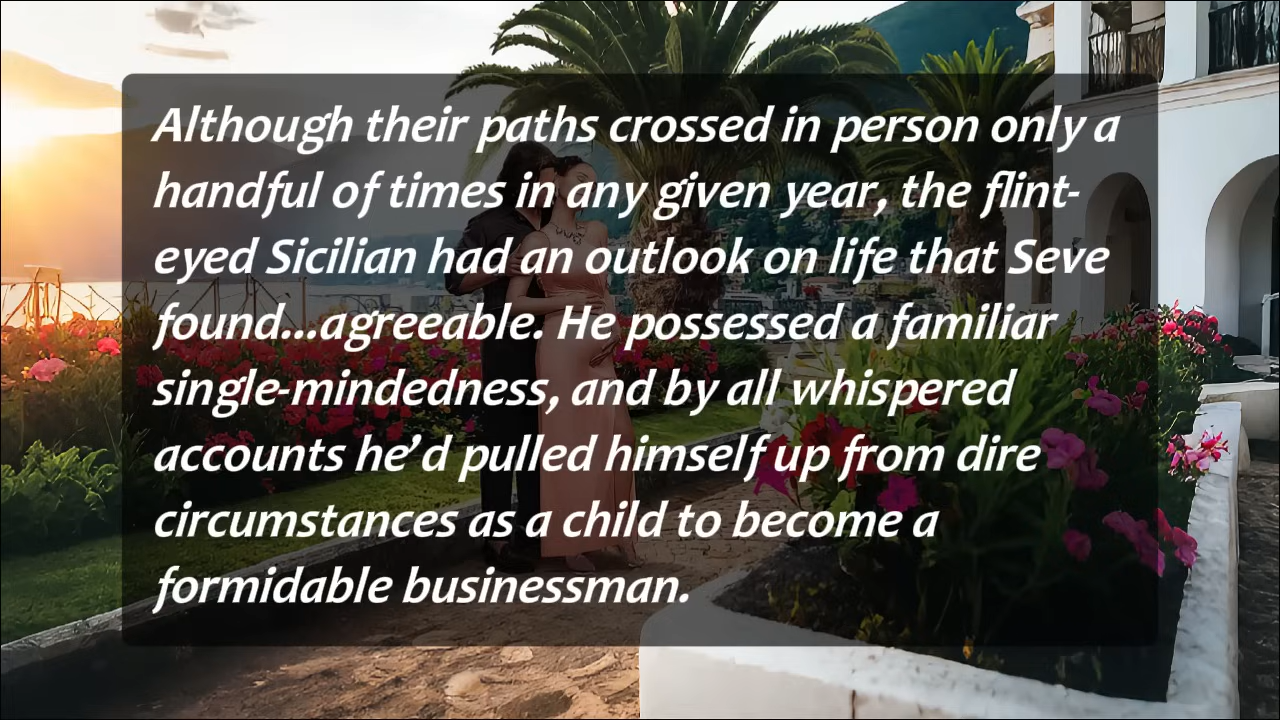 Although their paths crossed in person only a
handful of times in any given year, the flint-
eyed Sicilian had an outlook on life that Seve
found...agreeable. He possessed a familiar
single-mindedness, and by all whispered
accounts he’d pulled himself up from dire
circumstances as a child to become a
formidable businessman.